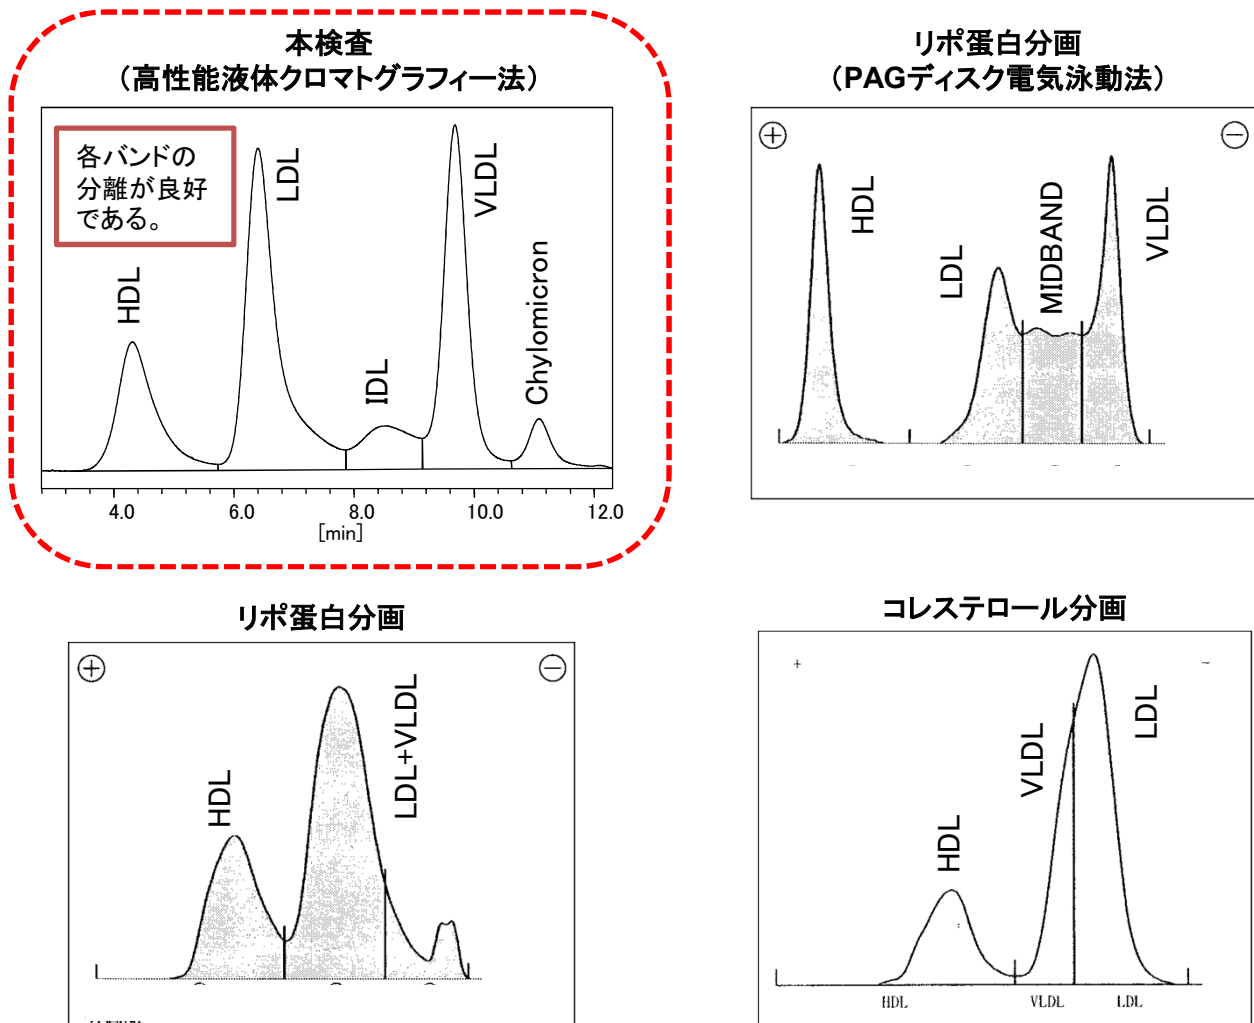 本検査
（高性能液体クロマトグラフィー法）
各バンドの
分離が良好
である。
HDL
LDL
IDL
VLDL
Chylomicron
4.0
6.0
8.0
10.0
12.0
[min]
リポ蛋白分画
（PAGディスク電気泳動法）
+
−
HDL
LDL
MIDBAND
VLDL
リポ蛋白分画
+
−
HDL
LDL+VLDL
コレステロール分画
+
−
HDL
VLDL
LDL
HDL
VLDL
LDL